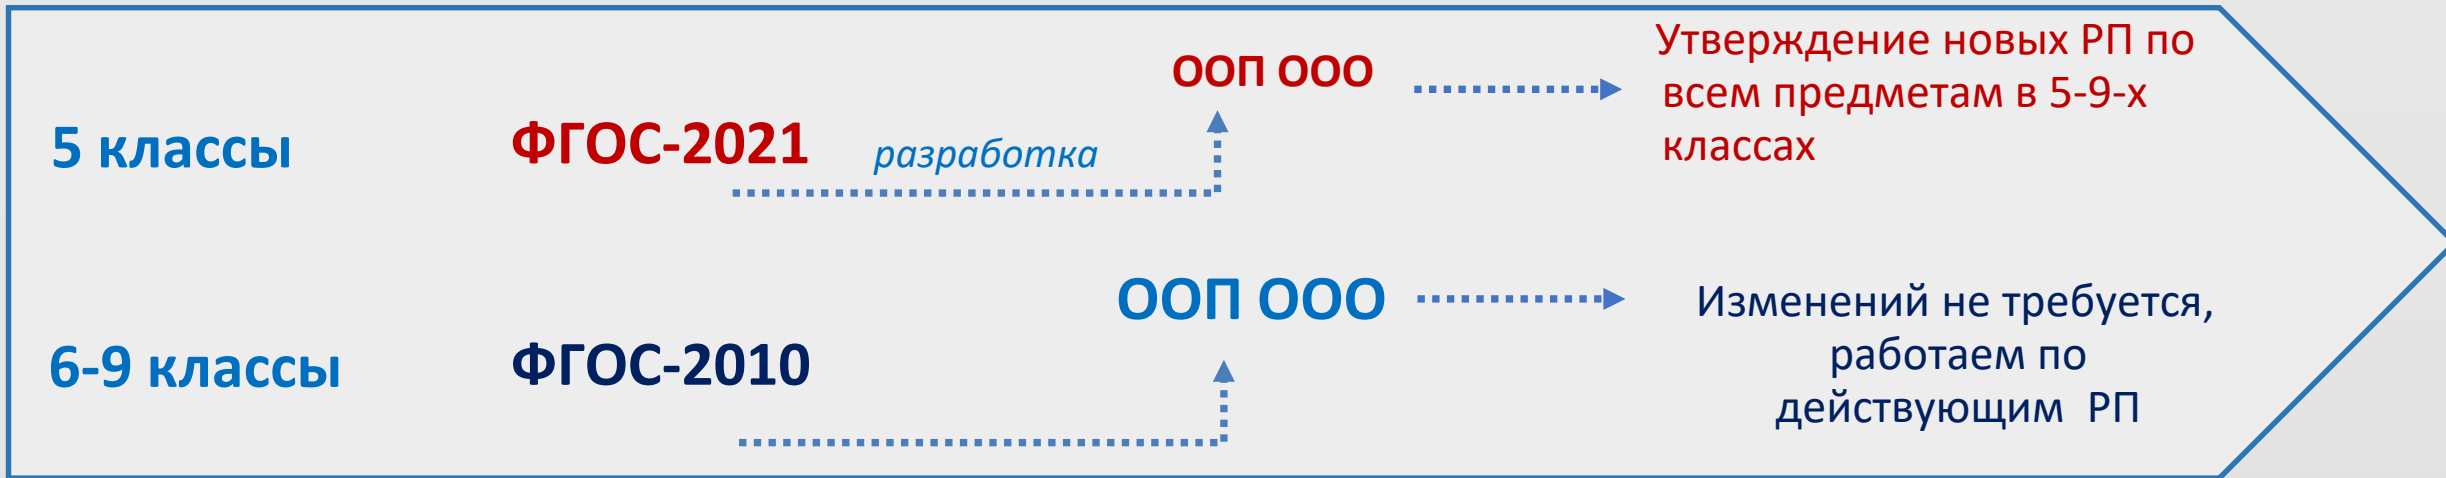 5 классы
ФГОС-2021
разработка
ООП ООО
Утверждение новых РП по
всем предметам в 5-9-х
классах
6-9 классы
ФГОС-2010
ООП ООО
Изменений не требуется,
работаем по
действующим РП